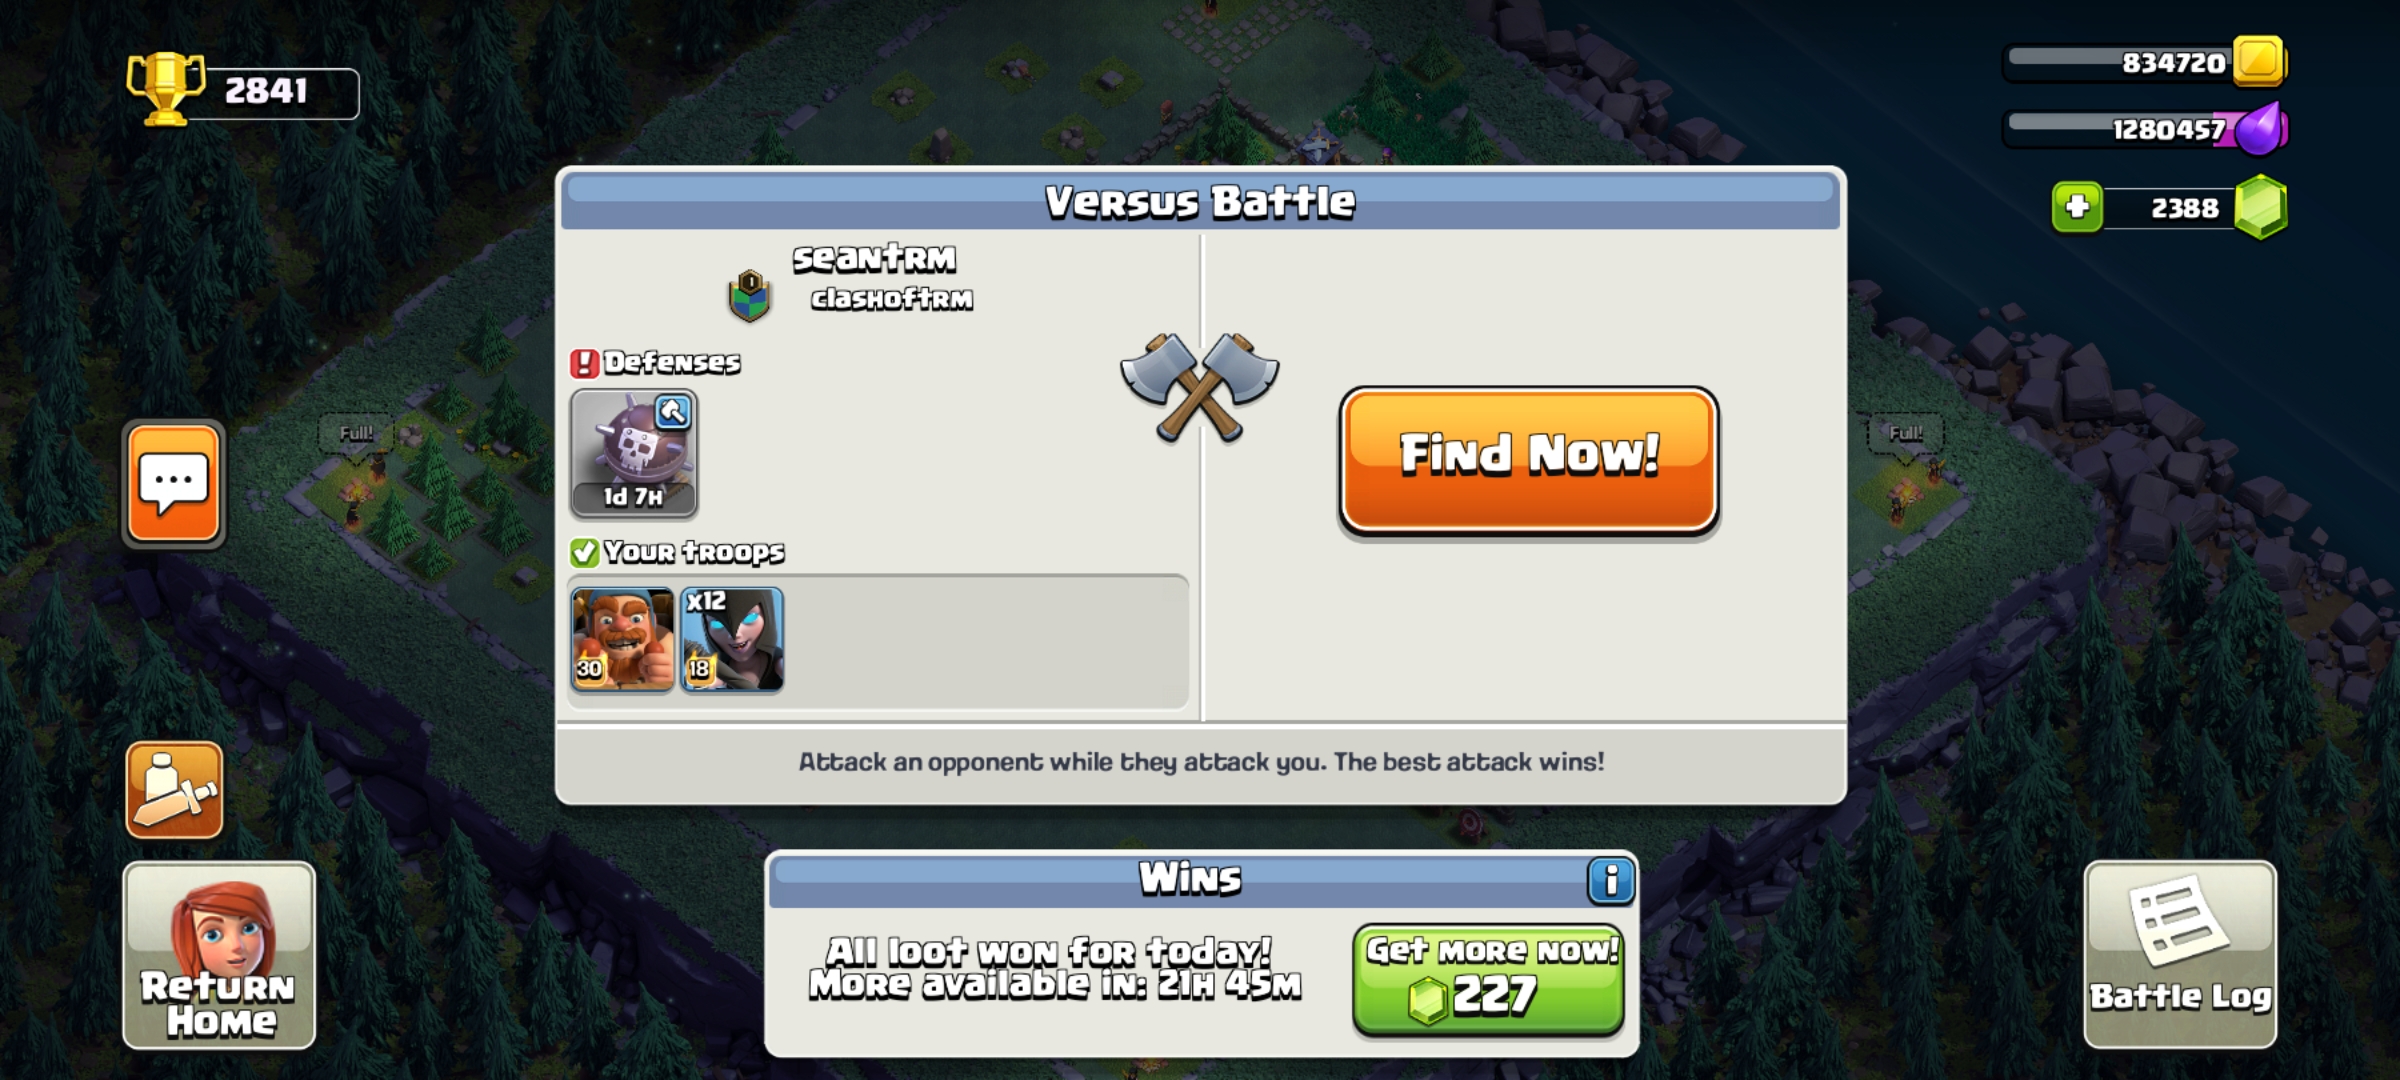 2841
834720
1280457
2388
Versus Battle
seantrm
clashoftrm
1
! Defenses
1d 7H
Find Now!
Full!
Full!
Your troops
30
x12
18
Attack an opponent while they attack you. The best attack wins!
Wins
i
All loot won for today!
More available in: 21H 45M
Get more now!
227
Return
Home
Battle Log